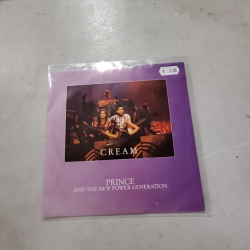 CREAM
PRINCE
AND THE NEW POWER GENERATION